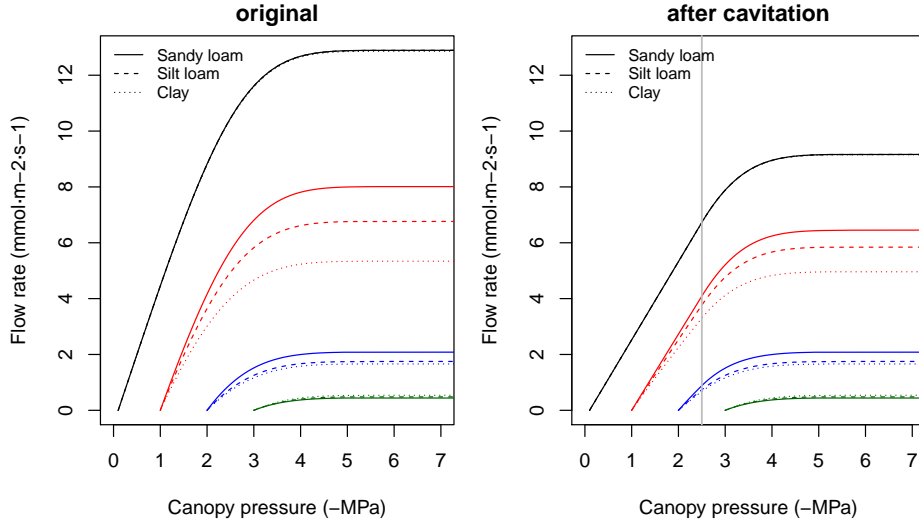 original
Flow rate (mmol·m−2·s−1)
12
10
8
6
4
2
0
Sandy loam
Silt loam
Clay
0 1 2 3 4 5 6 7
Canopy pressure (−MPa)
after cavitation
Flow rate (mmol·m−2·s−1)
12
10
8
6
4
2
0
Sandy loam
Silt loam
Clay
0 1 2 3 4 5 6 7
Canopy pressure (−MPa)